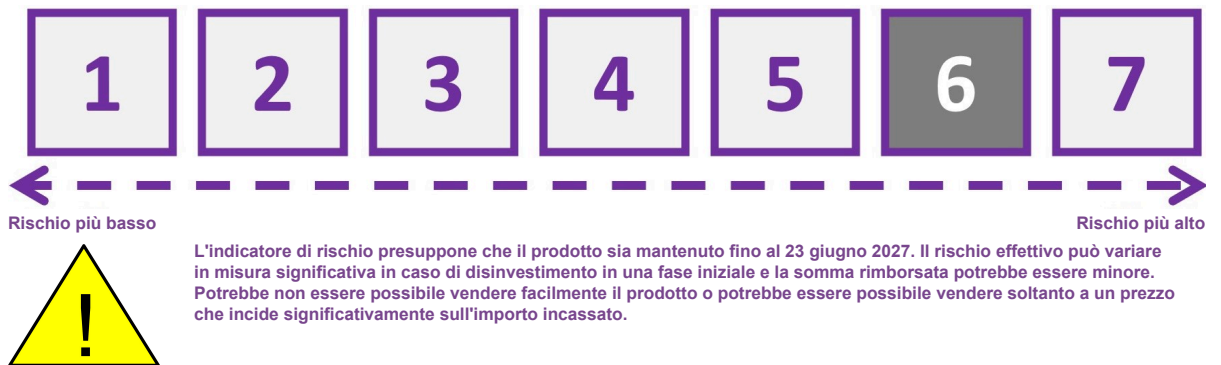 1 2 3 4 5 6 7
Rischio più basso Rischio più alto
!
L'indicatore di rischio presuppone che il prodotto sia mantenuto fino al 23 giugno 2027. Il rischio effettivo può variare
in misura significativa in caso di disinvestimento in una fase iniziale e la somma rimborsata potrebbe essere minore.
Potrebbe non essere possibile vendere facilmente il prodotto o potrebbe essere possibile vendere soltanto a un prezzo
che incide significativamente sull'importo incassato.